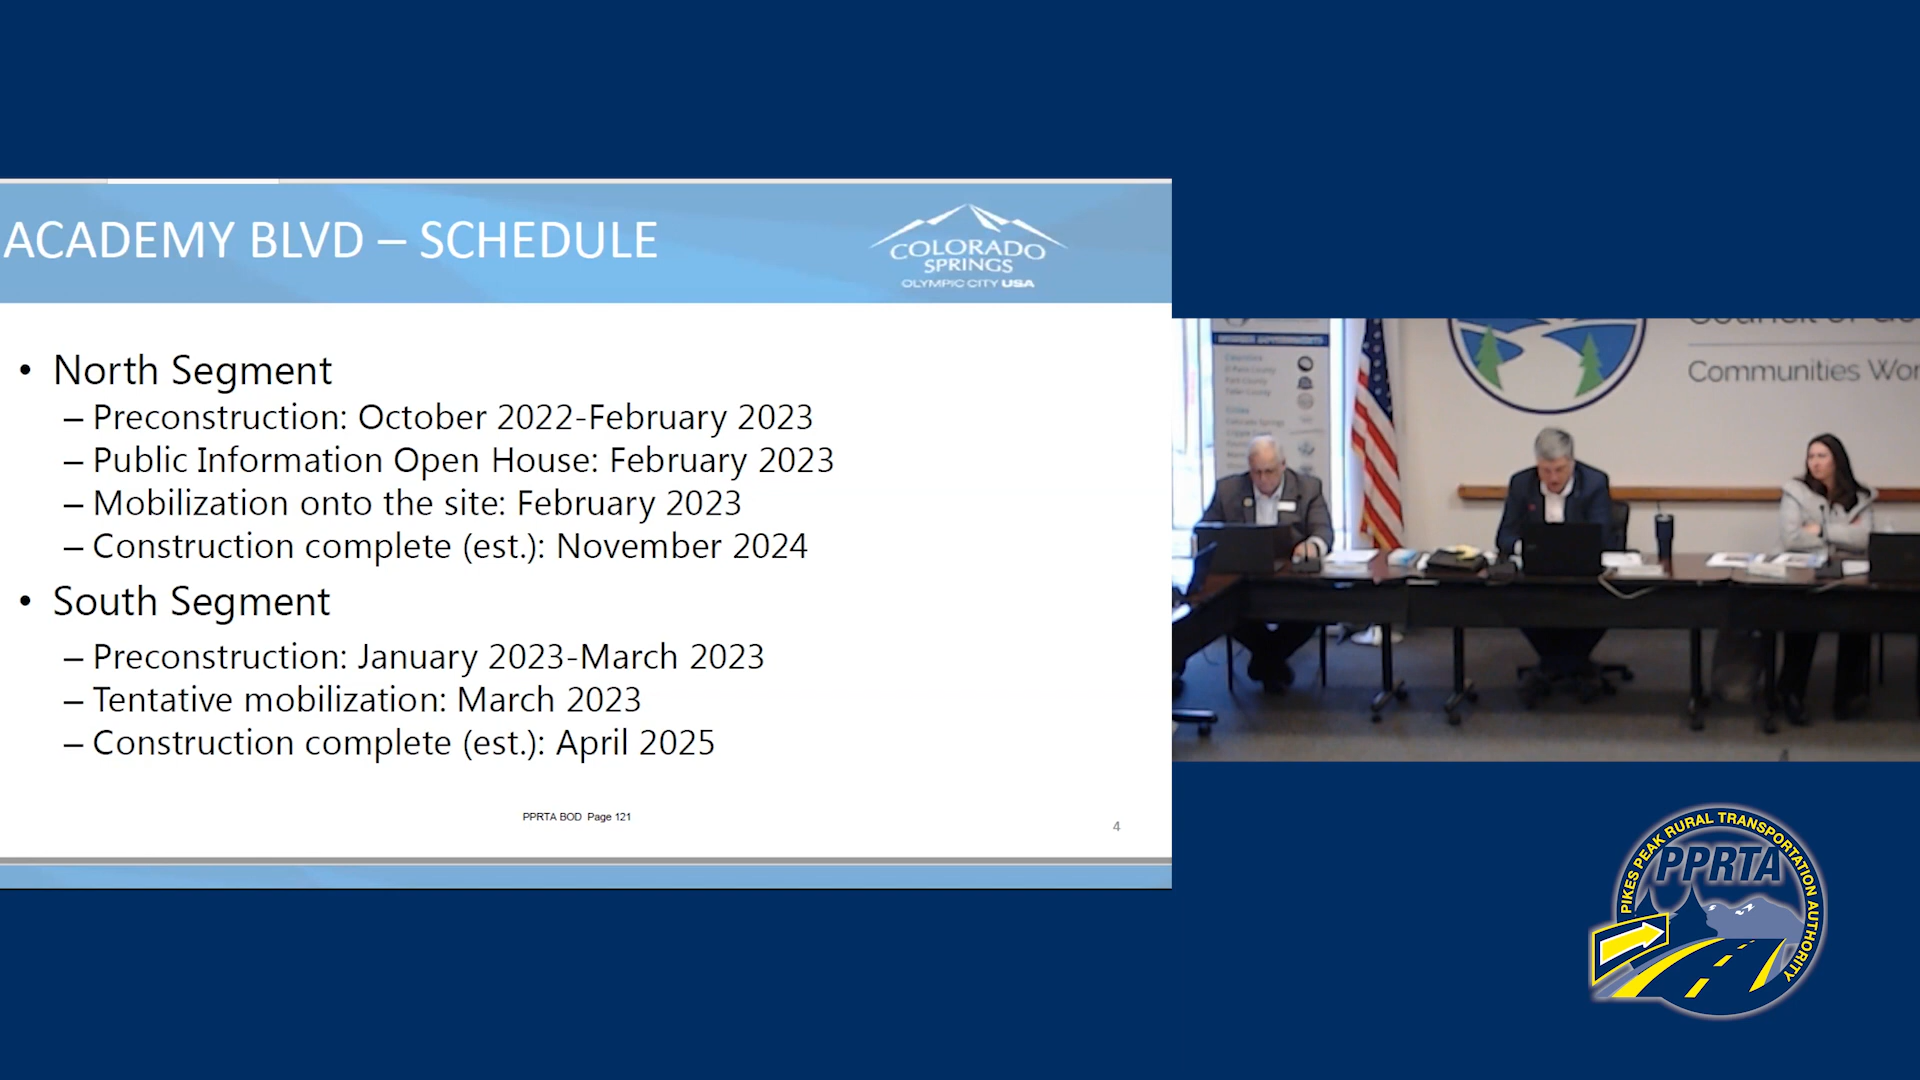 ACADEMY BLVD – SCHEDULE
COLORADO
SPRINGS
OLYMPIC CITY USA
• North Segment
– Preconstruction: October 2022-February 2023
– Public Information Open House: February 2023
– Mobilization onto the site: February 2023
– Construction complete (est.): November 2024
• South Segment
– Preconstruction: January 2023-March 2023
– Tentative mobilization: March 2023
– Construction complete (est.): April 2025
PPRTA BOD Page 121
4
Communities
PIKES PEAK RURAL TRANSPORTATION AUTHORITY
PPRTA